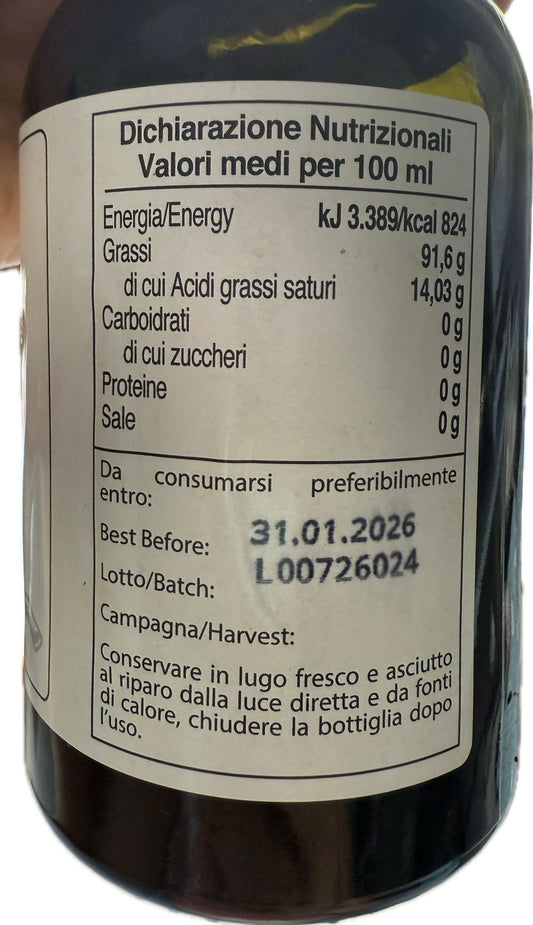 Dichiarazione Nutrizionali
Valori medi per 100 ml
Energia/Energy kJ 3.389/kcal 824
Grassi 91,6 g
di cui Acidi grassi saturi 14,03 g
Carboidrati 0 g
di cui zuccheri 0 g
Proteine 0 g
Sale 0 g
Da consumarsi preferibilmente
entro:
Best Before: 31.01.2026
Lotto/Batch: L00726024
Campagna/Harvest:
Conservare in lugo fresco e asciutto
al riparo dalla luce diretta e da fonti
di calore, chiudere la bottiglia dopo
l'uso.